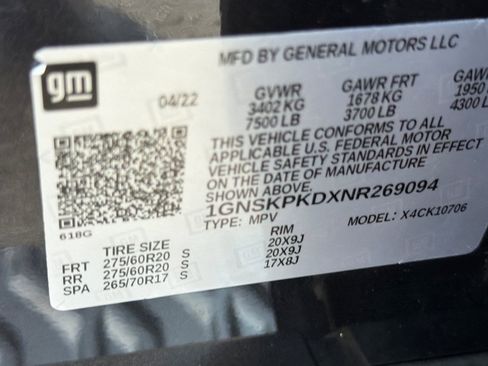 gm
MFD BY GENERAL MOTORS LLC
04/22
GVWR GAWR FRT GAWR
3402 KG 1678 KG 1950
7500 LB 3700 LB 4300 L
THIS VEHICLE CONFORMS TO ALL
APPLICABLE U.S. FEDERAL MOTOR
VEHICLE SAFETY STANDARDS IN EFFECT
ON THE DATE OF MANUFACTURE
SHOWN ABOVE.
1GNSKPKDXNR269094
TYPE: MPV MODEL: X4CK10706
618G
TIRE SIZE RIM
FRT 275/60R20 S 20X9J
RR 275/60R20 S 20X9J
SPA 265/70R17 S 17X8J